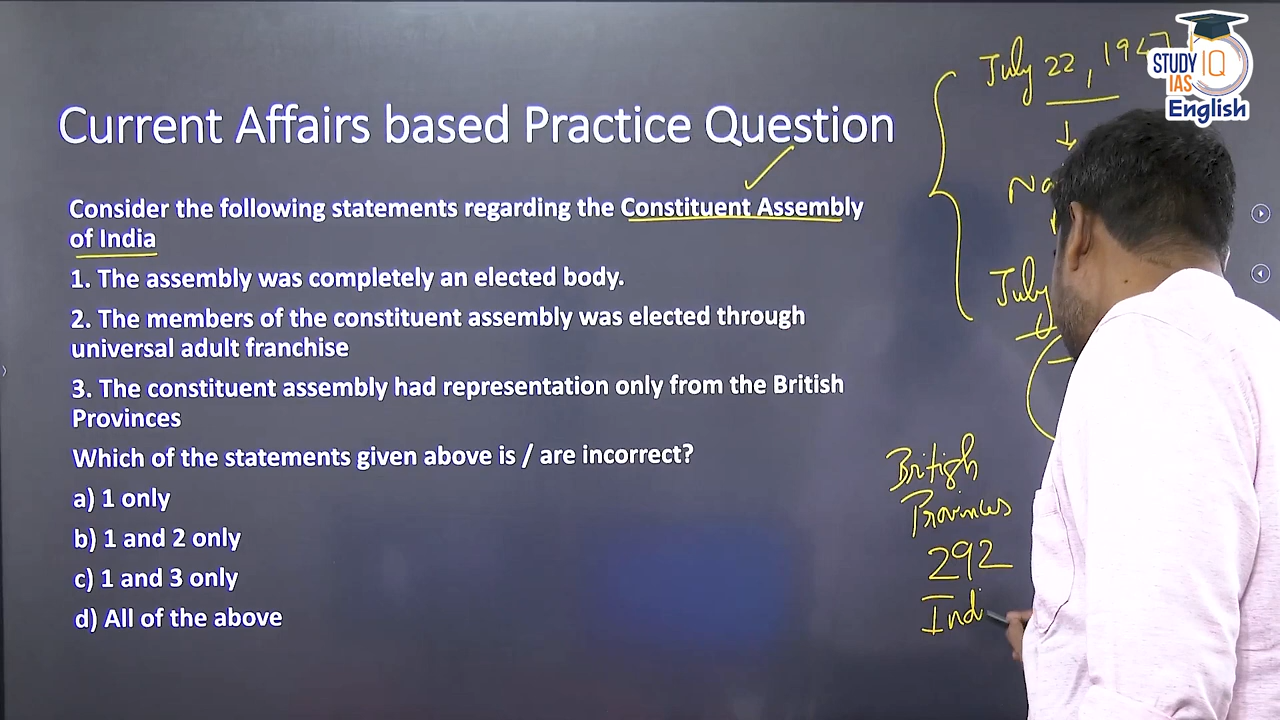 STUDY IQ
IAS
English
Current Affairs based Practice Question
Consider the following statements regarding the Constituent Assembly
of India
1. The assembly was completely an elected body.
2. The members of the constituent assembly was elected through
universal adult franchise
3. The constituent assembly had representation only from the British
Provinces
Which of the statements given above is / are incorrect?
a) 1 only
b) 1 and 2 only
c) 1 and 3 only
d) All of the above
July 22, 1947
Na
July
British
Provinces
292
Indi